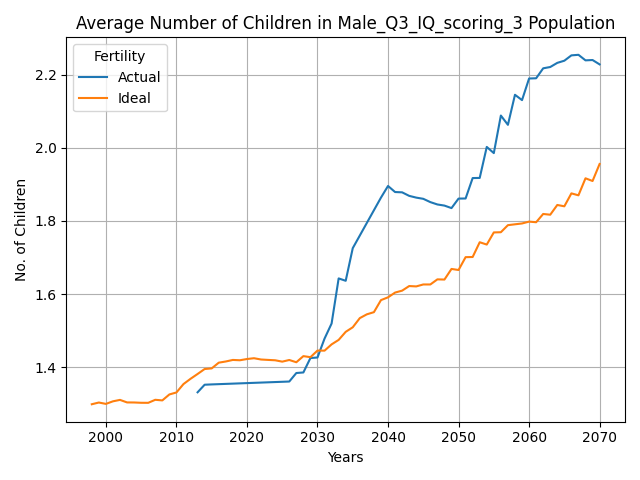 Average Number of Children in Male_Q3_IQ_scoring_3 Population
Fertility
Actual
Ideal
No. of Children
2.2
2.0
1.8
1.6
1.4
2000 2010 2020 2030 2040 2050 2060 2070
Years